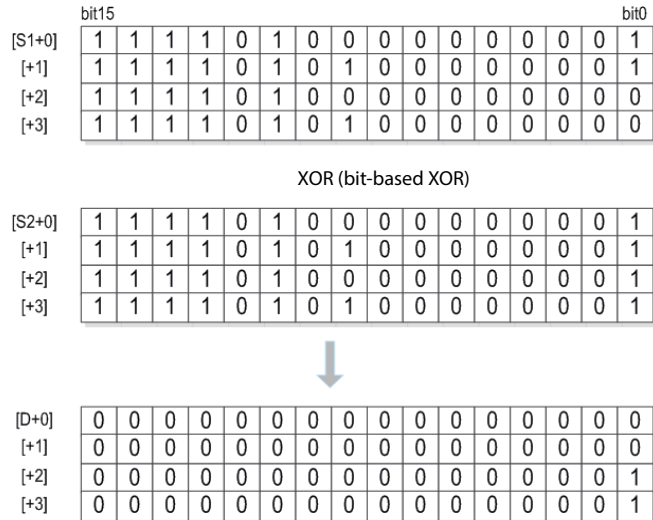 bit15 bit0
[S1+0] 1 1 1 1 0 1 0 0 0 0 0 0 0 0 0 1
[+1] 1 1 1 1 0 1 0 1 0 0 0 0 0 0 0 1
[+2] 1 1 1 1 0 1 0 0 0 0 0 0 0 0 0 0
[+3] 1 1 1 1 0 1 0 1 0 0 0 0 0 0 0 0
XOR (bit-based XOR)
[S2+0] 1 1 1 1 0 1 0 0 0 0 0 0 0 0 0 1
[+1] 1 1 1 1 0 1 0 1 0 0 0 0 0 0 0 1
[+2] 1 1 1 1 0 1 0 0 0 0 0 0 0 0 0 1
[+3] 1 1 1 1 0 1 0 1 0 0 0 0 0 0 0 1
[D+0] 0 0 0 0 0 0 0 0 0 0 0 0 0 0 0 0
[+1] 0 0 0 0 0 0 0 0 0 0 0 0 0 0 0 0
[+2] 0 0 0 0 0 0 0 0 0 0 0 0 0 0 0 1
[+3] 0 0 0 0 0 0 0 0 0 0 0 0 0 0 0 1